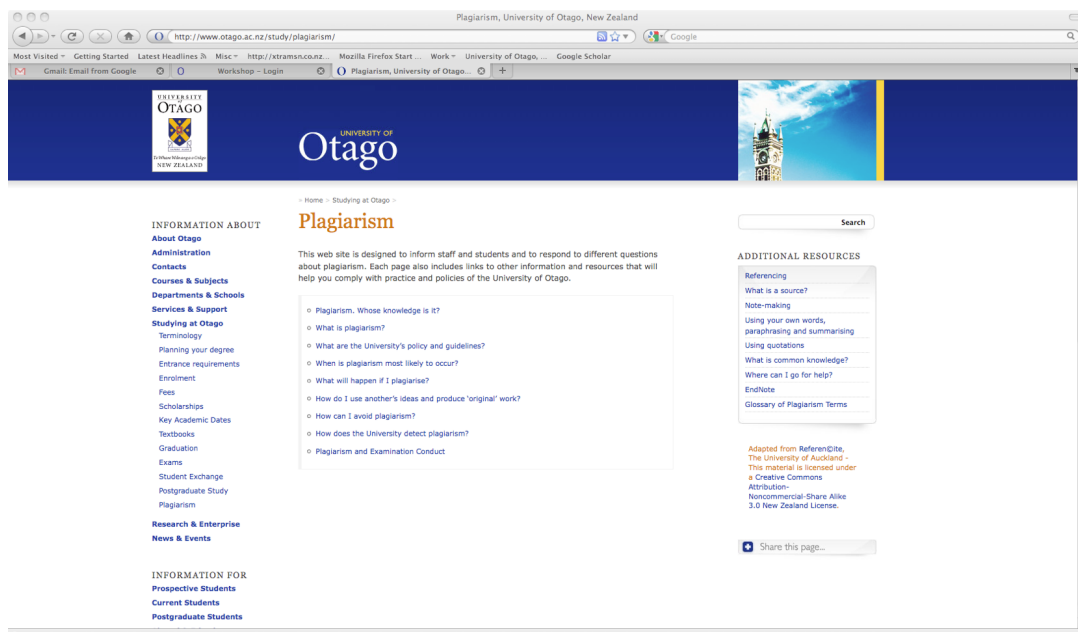 Plagiarism, University of Otago, New Zealand
http://www.otago.ac.nz/study/plagiarism/
Google
Most Visited Getting Started Latest Headlines Misc http://xtramsn.co.nz... Mozilla Firefox Start ... Work University of Otago, ... Google Scholar
Gmail: Email from Google
Workshop – Login
Plagiarism, University of Otago...
UNIVERSITY
of
OTAGO
NEW ZEALAND
UNIVERSITY OF
Otago
> Home > Studying at Otago >
Plagiarism
This web site is designed to inform staff and students and to respond to different questions
about plagiarism. Each page also includes links to other information and resources that will
help you comply with practice and policies of the University of Otago.
Plagiarism. Whose knowledge is it?
What is plagiarism?
What are the University's policy and guidelines?
When is plagiarism most likely to occur?
What will happen if I plagiarise?
How do I use another's ideas and produce 'original' work?
How can I avoid plagiarism?
How does the University detect plagiarism?
Plagiarism and Examination Conduct
INFORMATION ABOUT
About Otago
Administration
Contacts
Courses & Subjects
Departments & Schools
Services & Support
Studying at Otago
Terminology
Planning your degree
Entrance requirements
Enrolment
Fees
Scholarships
Key Academic Dates
Textbooks
Graduation
Exams
Student Exchange
Postgraduate Study
Plagiarism
Research & Enterprise
News & Events
INFORMATION FOR
Prospective Students
Current Students
Postgraduate Students
Search
ADDITIONAL RESOURCES
Referencing
What is a source?
Note-making
Using your own words,
paraphrasing and summarising
Using quotations
What is common knowledge?
Where can I go for help?
EndNote
Glossary of Plagiarism Terms
Adapted from Referen©ite,
The University of Auckland -
This material is licensed under
a Creative Commons
Attribution-
Noncommercial-Share Alike
3.0 New Zealand License.
Share this page...